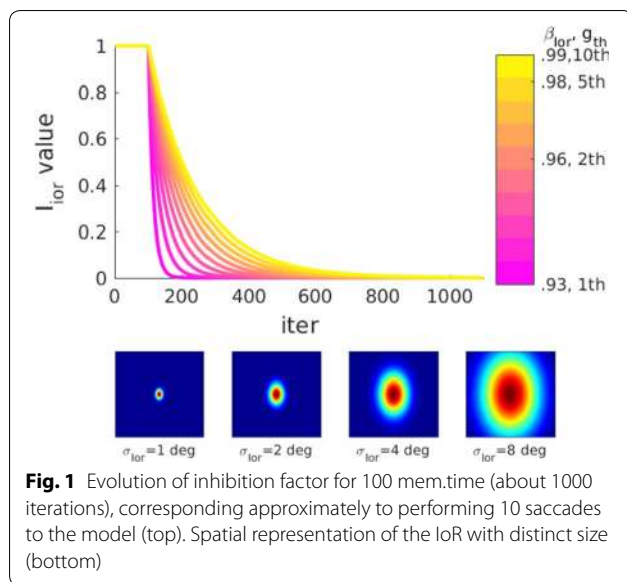 β_Ior, g_th
1
.99,10th
.98, 5th
0.8
I_ior value
0.6
.96, 2th
0.4
0.2
0
.93, 1th
0 200 400 600 800 1000
iter
σ_Ior=1 deg σ_Ior=2 deg σ_Ior=4 deg σ_Ior=8 deg
Fig. 1 Evolution of inhibition factor for 100 mem.time (about 1000
iterations), corresponding approximately to performing 10 saccades
to the model (top). Spatial representation of the IoR with distinct size
(bottom)